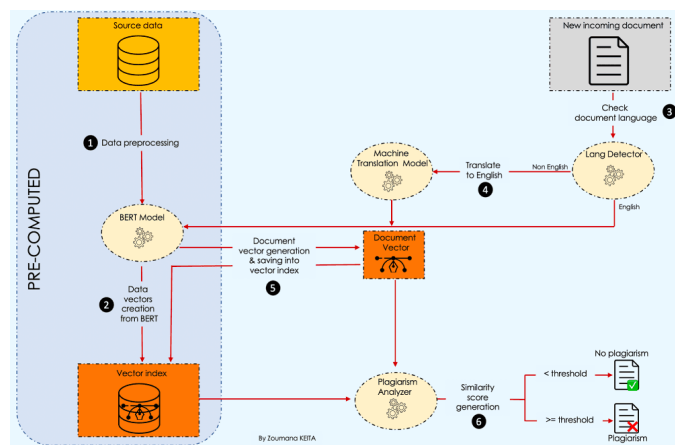 Source data
New incoming document
1
Data preprocessing
Check
document language
3
Machine
Translation Model
Translate
to English
4
Non English
Lang Detector
English
PRE-COMPUTED
BERT Model
Document
vector generation
& saving into
vector index
5
Document
Vector
2
Data
vectors
creation
from BERT
Vector index
Plagiarism
Analyzer
Similarity
score
generation
6
< threshold
No plagiarism
>= threshold
Plagiarism
By Zoumana KEITA